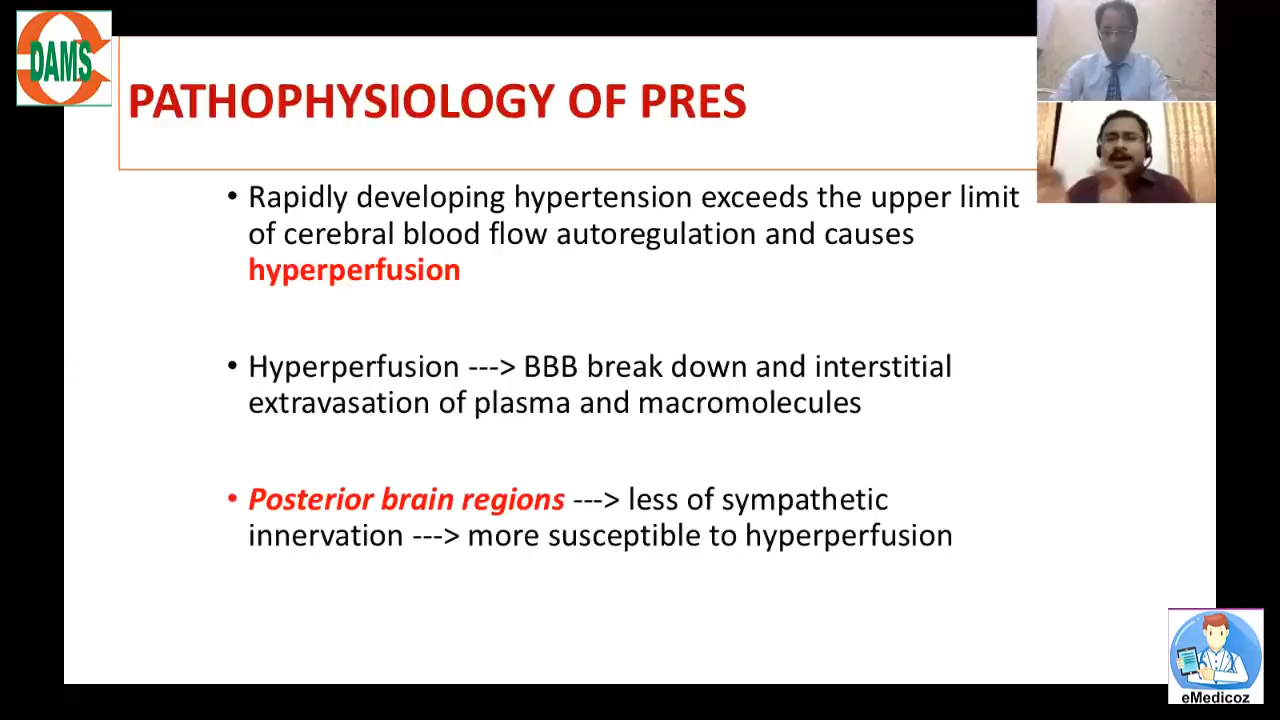 DAMS
PATHOPHYSIOLOGY OF PRES
• Rapidly developing hypertension exceeds the upper limit
of cerebral blood flow autoregulation and causes
hyperperfusion
• Hyperperfusion ---> BBB break down and interstitial
extravasation of plasma and macromolecules
• Posterior brain regions ---> less of sympathetic
innervation ---> more susceptible to hyperperfusion
eMedicoz